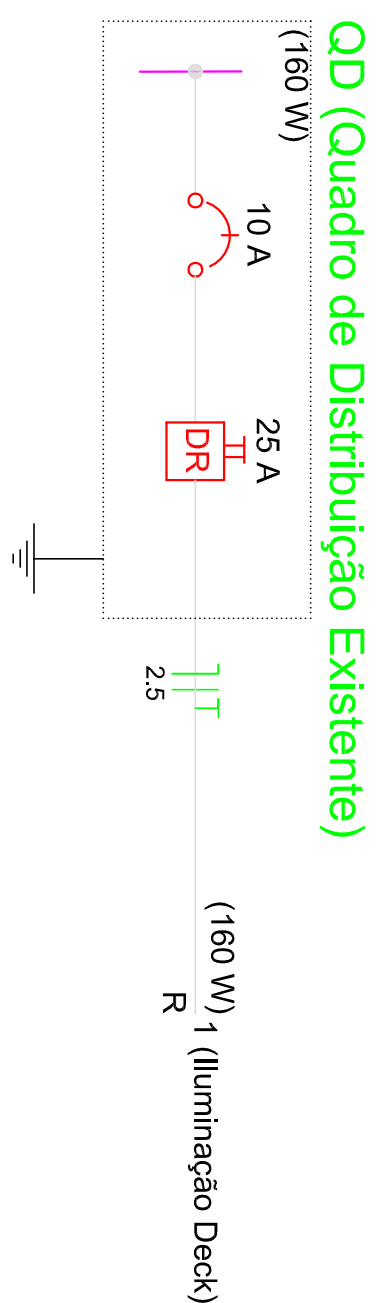 QD (Quadro de Distribuição Existente)
(160 W)
10 A
25 A
DR
2.5
(160 W)
1 (Iluminação Deck)
R